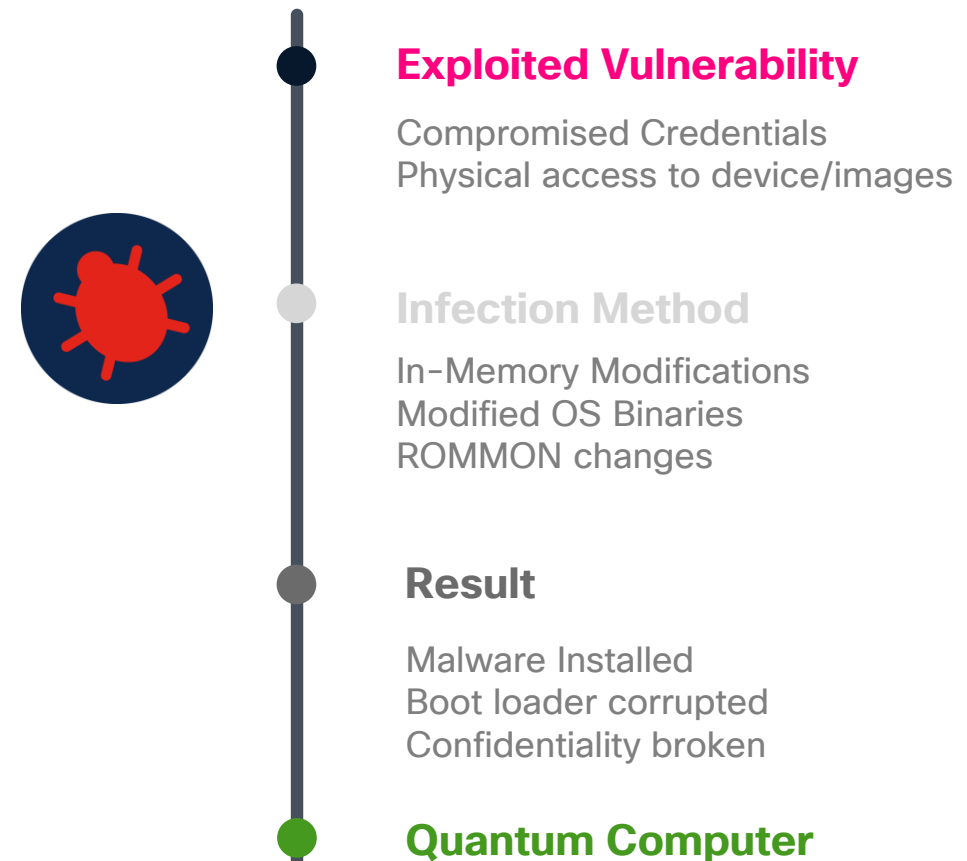 Exploited Vulnerability
Compromised Credentials
Physical access to device/images
Infection Method
In-Memory Modifications
Modified OS Binaries
ROMMON changes
Result
Malware Installed
Boot loader corrupted
Confidentiality broken
Quantum Computer